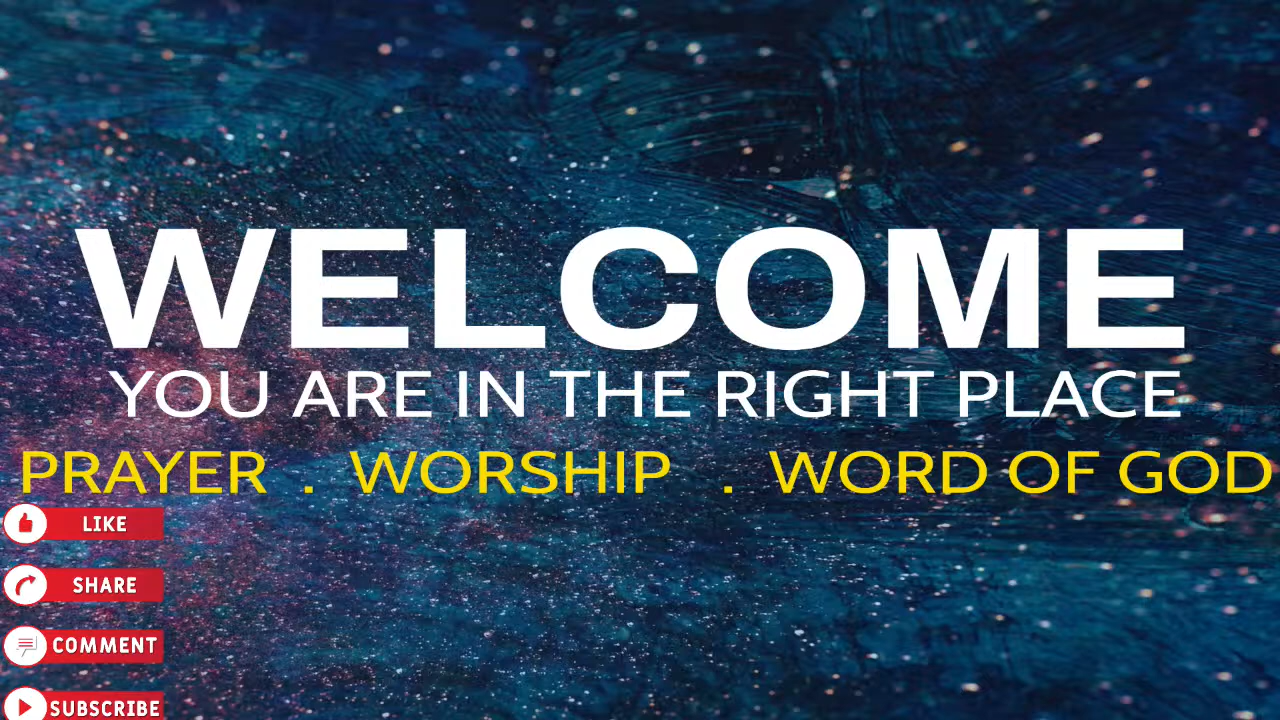 WELCOME
YOU ARE IN THE RIGHT PLACE
PRAYER . WORSHIP . WORD OF GOD
LIKE
SHARE
COMMENT
SUBSCRIBE